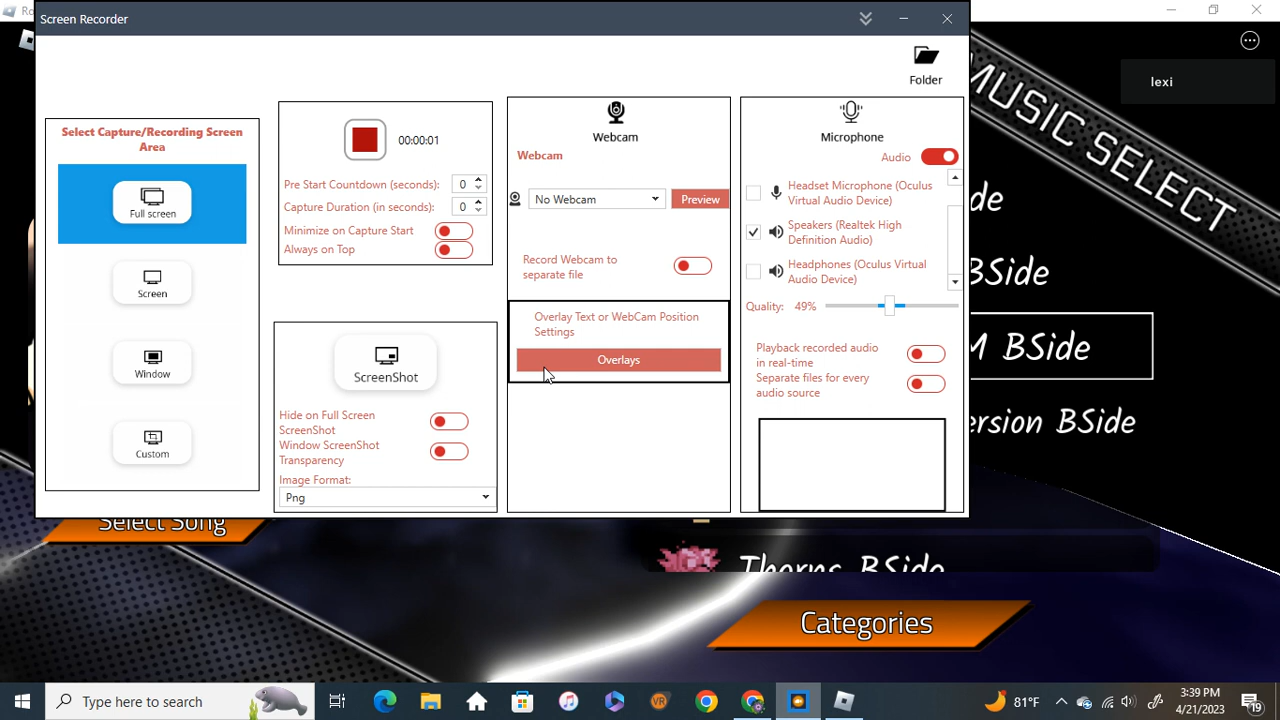 Screen Recorder
lexi
Folder
Select Capture/Recording Screen
Area
Full screen
Screen
Window
Custom
00:00:01
Pre Start Countdown (seconds): 0
Capture Duration (in seconds): 0
Minimize on Capture Start
Always on Top
ScreenShot
Hide on Full Screen
ScreenShot
Window ScreenShot
Transparency
Image Format:
Png
Webcam
Webcam
No Webcam
Preview
Record Webcam to
separate file
Overlay Text or WebCam Position
Settings
Overlays
Microphone
Audio
Headset Microphone (Oculus
Virtual Audio Device)
Speakers (Realtek High
Definition Audio)
Headphones (Oculus Virtual
Audio Device)
Quality: 49%
Playback recorded audio
in real-time
Separate files for every
audio source
MUSIC SELECT
de
BSide
M BSide
ersion BSide
Thorns BSide
Select Song
Categories
Type here to search
VR
81°F
3:39 PM
4/21/2023
19